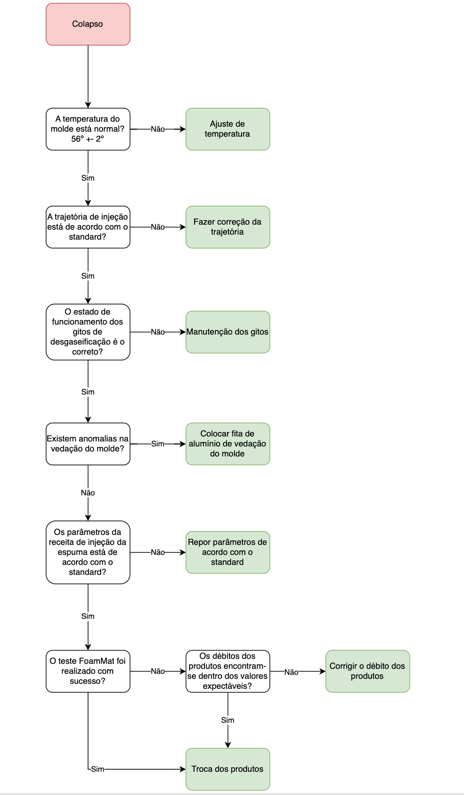 Colapso
A temperatura do
molde está normal?
56º +- 2º
Não
Ajuste de
temperatura
Sim
A trajetória de injeção
está de acordo com o
standard?
Não
Fazer correção da
trajetória
Sim
O estado de
funcionamento dos
gitos de
desgaseificação é o
correto?
Não
Manutenção dos gitos
Sim
Existem anomalias na
vedação do molde?
Sim
Colocar fita de
alumínio de vedação
do molde
Não
Os parâmetros da
receita de injeção da
espuma está de
acordo com o
standard?
Não
Repor parâmetros de
acordo com o
standard
Sim
O teste FoamMat foi
realizado com
sucesso?
Não
Os débitos dos
produtos encontram-
se dentro dos valores
expectáveis?
Não
Corrigir o débito dos
produtos
Sim
Sim
Troca dos produtos